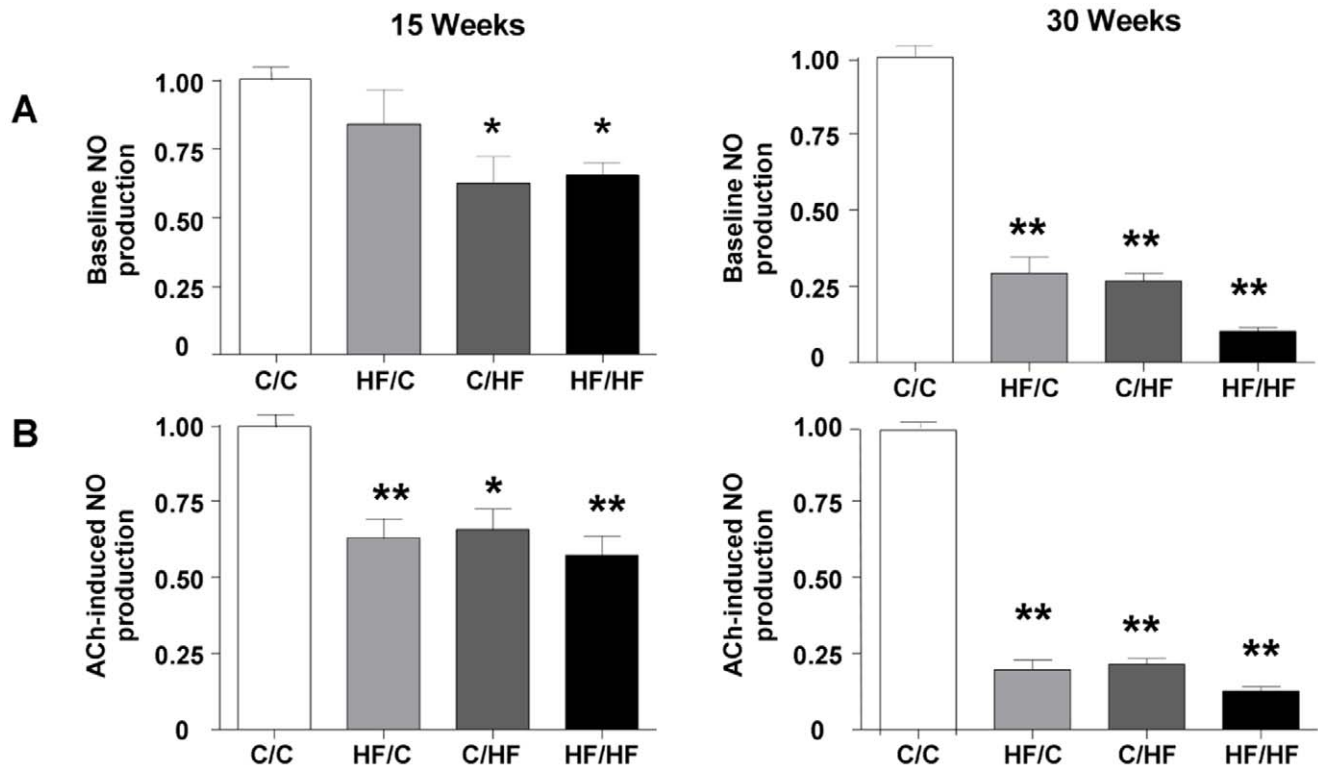 15 Weeks
30 Weeks
A
Baseline NO
production
1.00
0.75
0.50
0.25
0
* *
C/C HF/C C/HF HF/HF
Baseline NO
production
1.00
0.75
0.50
0.25
0
** ** **
C/C HF/C C/HF HF/HF
B
ACh-induced NO
production
1.00
0.75
0.50
0.25
0
** * **
C/C HF/C C/HF HF/HF
ACh-induced NO
production
1.00
0.75
0.50
0.25
0
** ** **
C/C HF/C C/HF HF/HF